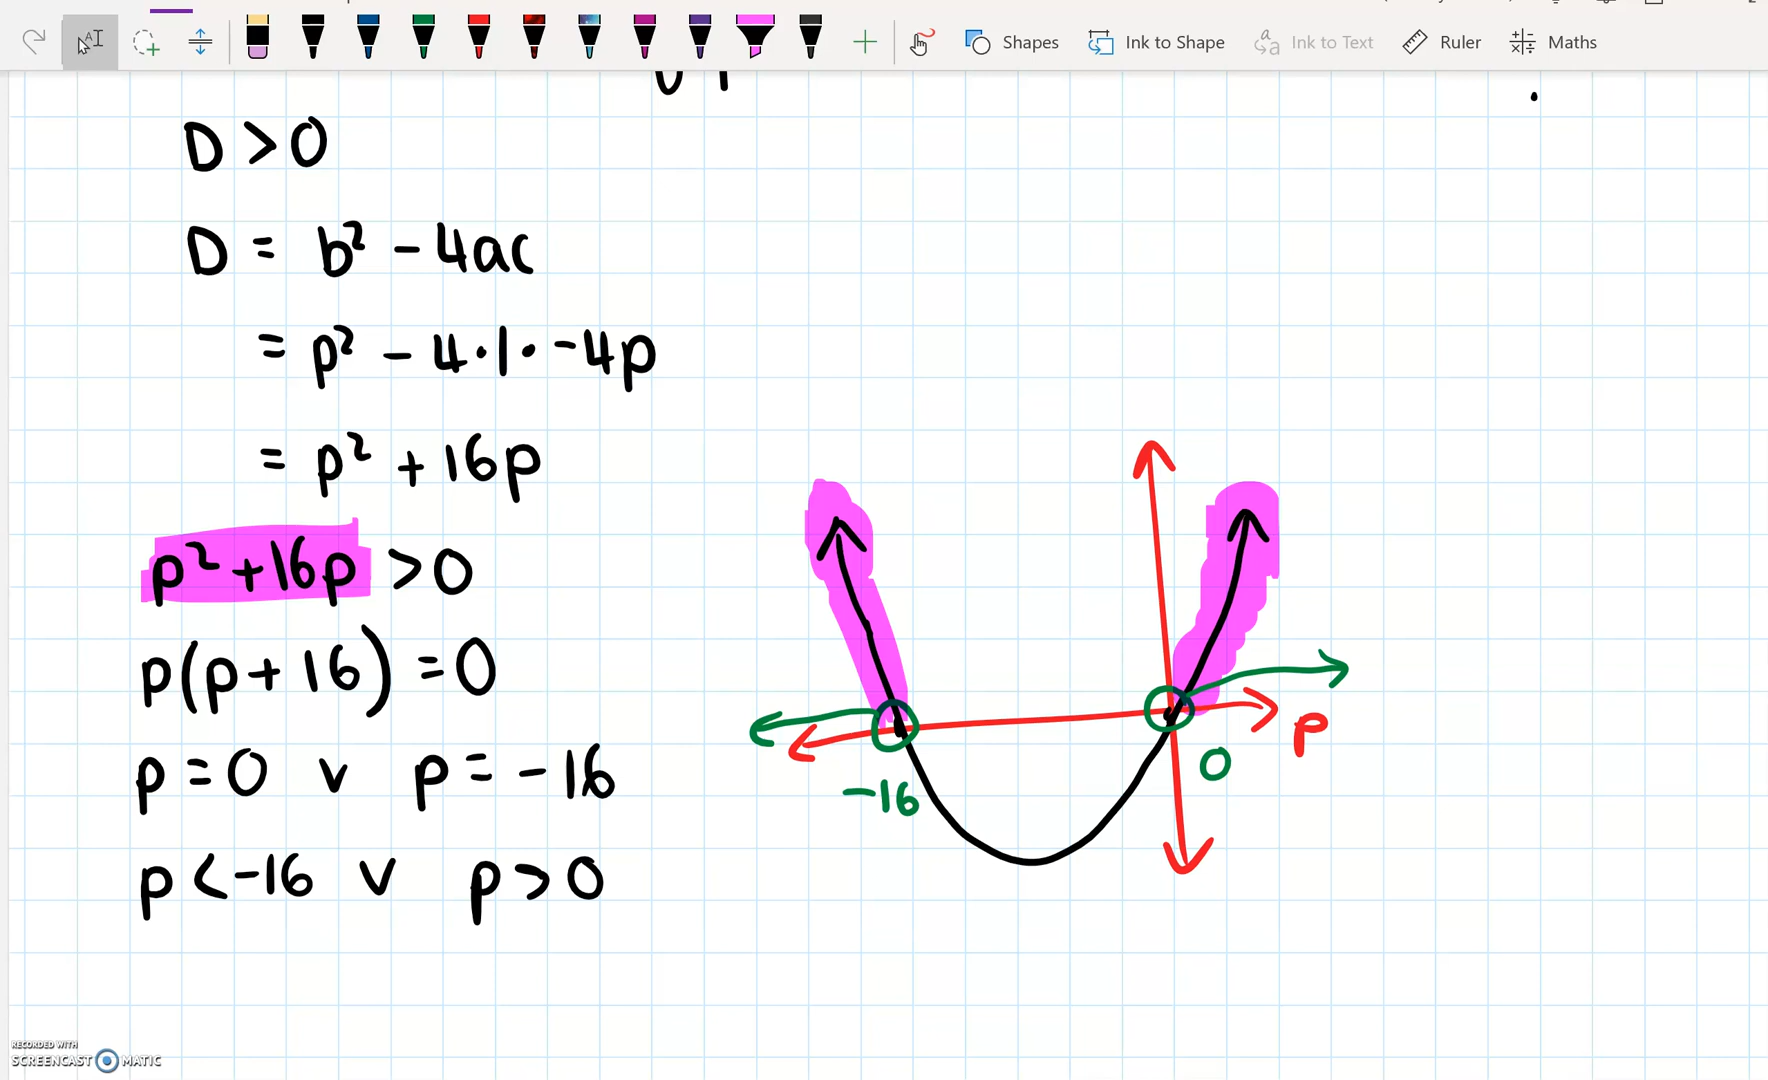 Shapes Ink to Shape Ink to Text Ruler Maths
D > 0
D = b² - 4ac
= p² - 4·1·-4p
= p² + 16p
p² + 16p > 0
p(p + 16) = 0
p = 0 v p = -16
p < -16 v p > 0
p
0
-16
RECORDED WITH
SCREENCAST MATIC